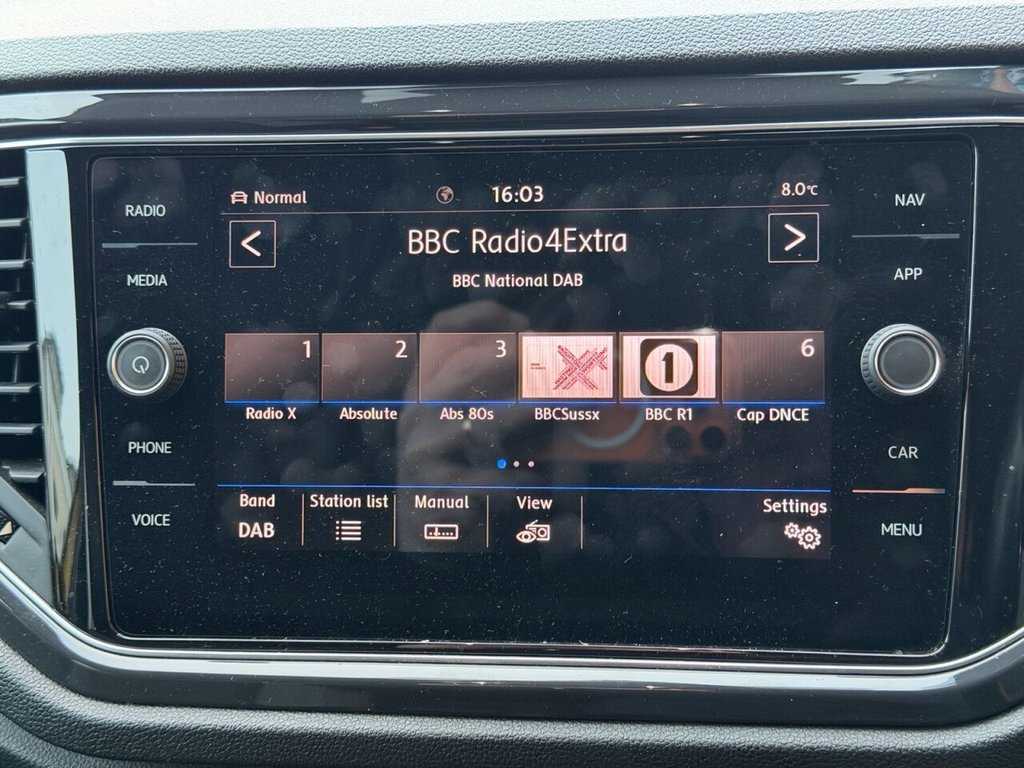 Normal
16:03
8.0°C
RADIO
NAV
<
BBC Radio4Extra
>
BBC National DAB
MEDIA
APP
1
2
3
1
6
Radio X
Absolute
Abs 80s
BBCSussx
BBC R1
Cap DNCE
PHONE
CAR
Band
Station list
Manual
View
Settings
DAB
VOICE
MENU